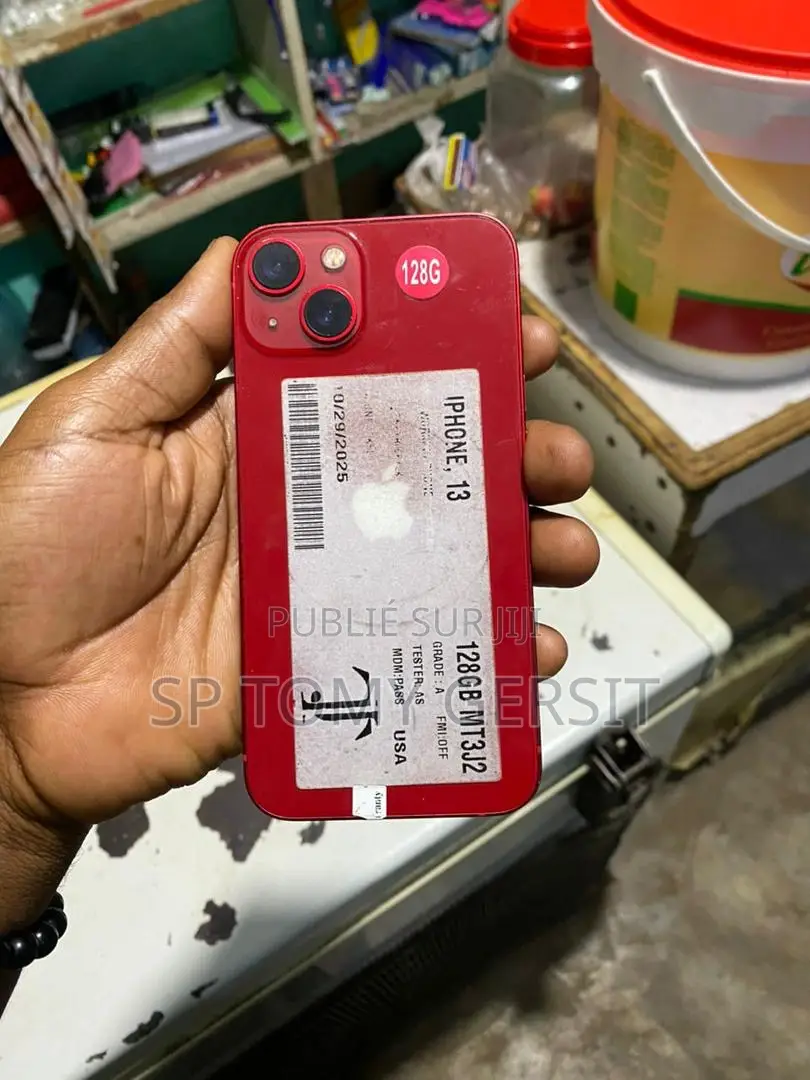 128G
IPHONE, 13
10/29/2025
128GB MT3J2
GRADE : A FMI:OFF
TESTER: AS
MDM:PASS USA
PUBLIE SUR JIJI
SP TOMY GERSIT